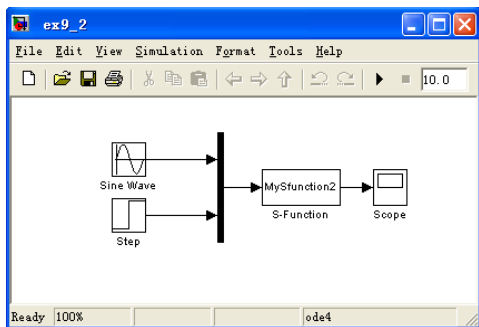 ex9_2
File Edit View Simulation Format Tools Help
10.0
Sine Wave
MySfunction2
S-Function
Scope
Step
Ready 100% ode4